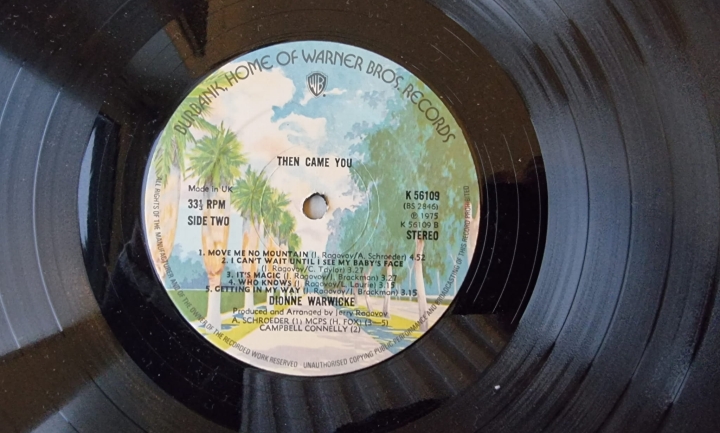 BURBANK, HOME OF WARNER BROS. RECORDS
WB
THEN CAME YOU
Made in UK
33⅓ RPM
SIDE TWO
K 56109
(BS 2846)
℗ 1975
K 56109 B
STEREO
1. MOVE ME NO MOUNTAIN (J. Ragovoy/A. Schroeder) 4.52
2. I CAN'T WAIT UNTIL I SEE MY BABY'S FACE
(J. Ragovoy/C. Taylor) 3.27
3. IT'S MAGIC (J. Ragovoy/J. Brackman) 3.27
4. WHO KNOWS (J. Ragovoy/L. Laurie) 3.15
5. GETTING IN MY WAY (J. Ragovoy/J. Brackman) 3.15
DIONNE WARWICKE
Produced and Arranged by Jerry Ragovoy
A. SCHROEDER (1) MCPS (H. FOX) (3—5)
CAMPBELL CONNELLY (2)
ALL RIGHTS OF THE MANUFACTURER AND OF THE OWNER OF THE RECORDED WORK RESERVED · UNAUTHORISED COPYING PUBLIC PERFORMANCE AND BROADCASTING OF THIS RECORD PROHIBITED